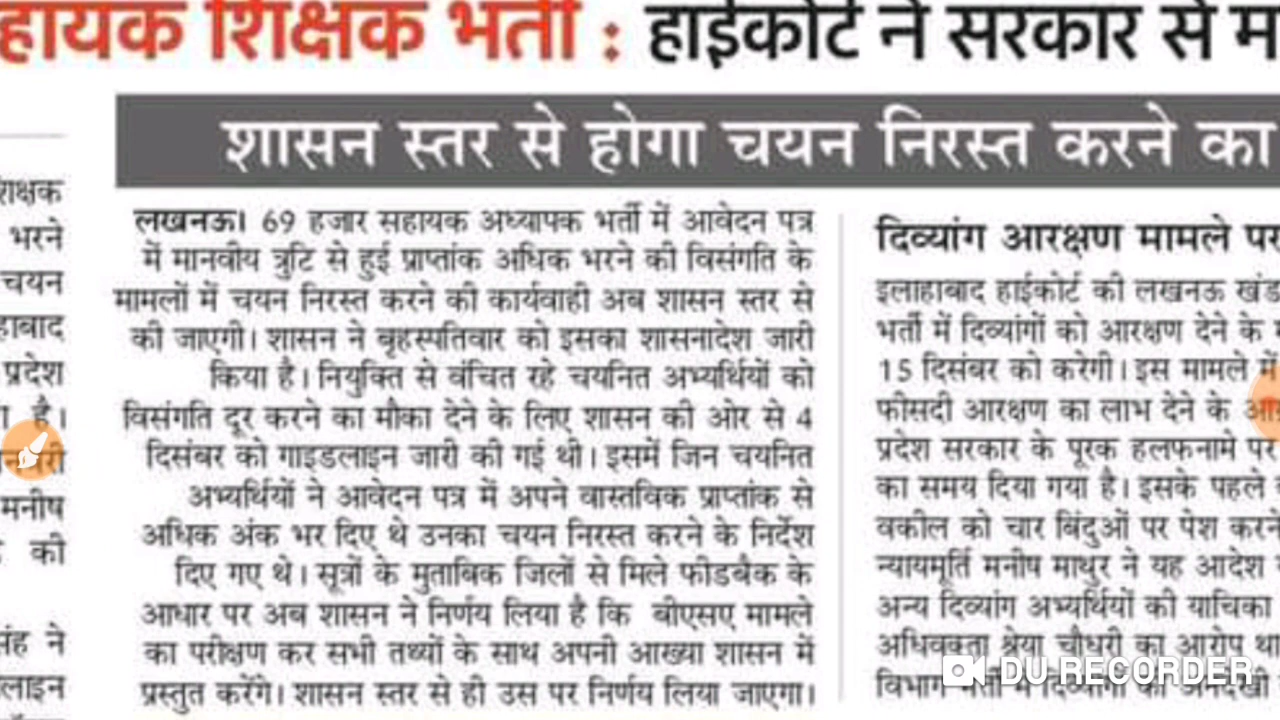 शिक्षक भर्ती : हाईकोर्ट ने सरकार से
शासन स्तर से होगा चयन निरस्त करने का
भरने
चयन
प्रदेश
है।
मनीष
की
ने
लखनऊ। 69 हजार सहायक अध्यापक भर्ती में आवेदन पत्र
में मानवीय त्रुटि से हुई प्राप्तांक अधिक भरने की विसंगति के
मामलों में चयन निरस्त करने की कार्यवाही अब शासन स्तर से
की जाएगी। शासन ने बृहस्पतिवार को इसका शासनादेश जारी
किया है। नियुक्ति से वंचित रहे चयनित अभ्यर्थियों को
विसंगति दूर करने का मौका देने के लिए शासन की ओर से 4
दिसंबर को गाइडलाइन जारी की गई थी। इसमें जिन चयनित
अभ्यर्थियों ने आवेदन पत्र में अपने वास्तविक प्राप्तांक से
अधिक अंक भर दिए थे उनका चयन निरस्त करने के निर्देश
दिए गए थे। सूत्रों के मुताबिक जिलों से मिले फीडबैक के
आधार पर अब शासन ने निर्णय लिया है कि बीएसए मामले
का परीक्षण कर सभी तथ्यों के साथ अपनी आख्या शासन में
प्रस्तुत करेंगे। शासन स्तर से ही उस पर निर्णय लिया जाएगा।
दिव्यांग आरक्षण मामले
इलाहाबाद हाईकोर्ट की लखनऊ खंड
भर्ती में दिव्यांगों को आरक्षण देने के
15 दिसंबर को करेगी। इस मामले में
फीसदी आरक्षण का लाभ देने के
प्रदेश सरकार के पूरक हलफनामे पर
का समय दिया गया है। इसके पहले
वकील को चार बिंदुओं पर पेश करने
न्यायमूर्ति मनीष माथुर ने यह आदेश
अन्य दिव्यांग अभ्यर्थियों की याचिका
अधिवक्ता श्रेया चौधरी का आरोप था
विभाग भर्ती में दिव्यांगों की अनदेखी
DU RECORDER